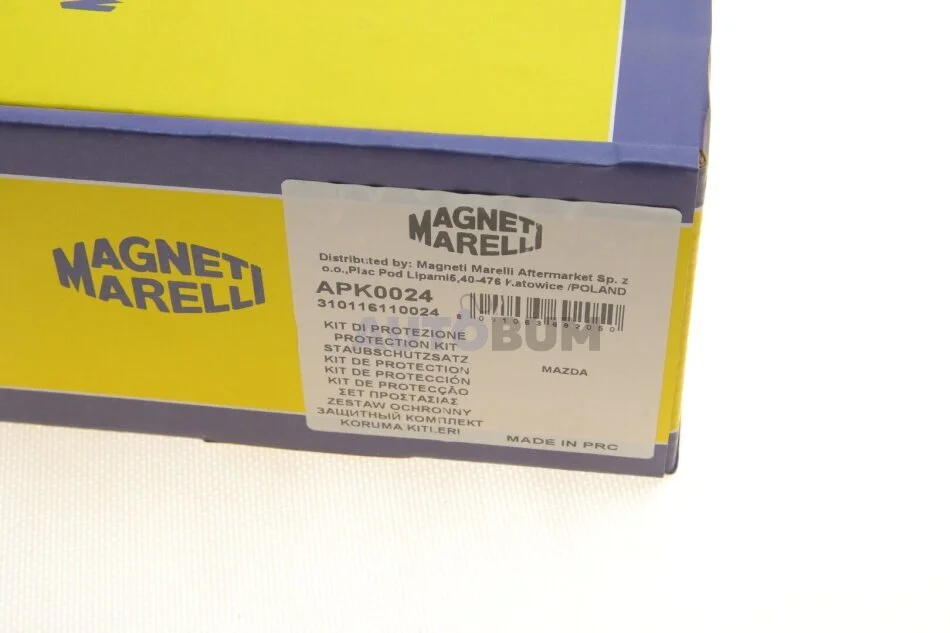 MAGNETI
MARELLI
MAGNETI
MARELLI
Distributed by: Magneti Marelli Aftermarket Sp. z
o.o.,Plac Pod Lipami5,40-476 Katowice /POLAND
APK0024
310116110024
AUTOBUM
KIT DI PROTEZIONE
PROTECTION KIT
STAUBSCHUTZSATZ
KIT DE PROTECTION
KIT DE PROTECCIÓN
KIT DE PROTECÇÃO
ΣΕΤ ΠΡΟΣΤΑΣΙΑΣ
ZESTAW OCHRONNY
ЗАЩИТНЫЙ КОМПЛЕКТ
KORUMA KITLERI
MAZDA
MADE IN PRC